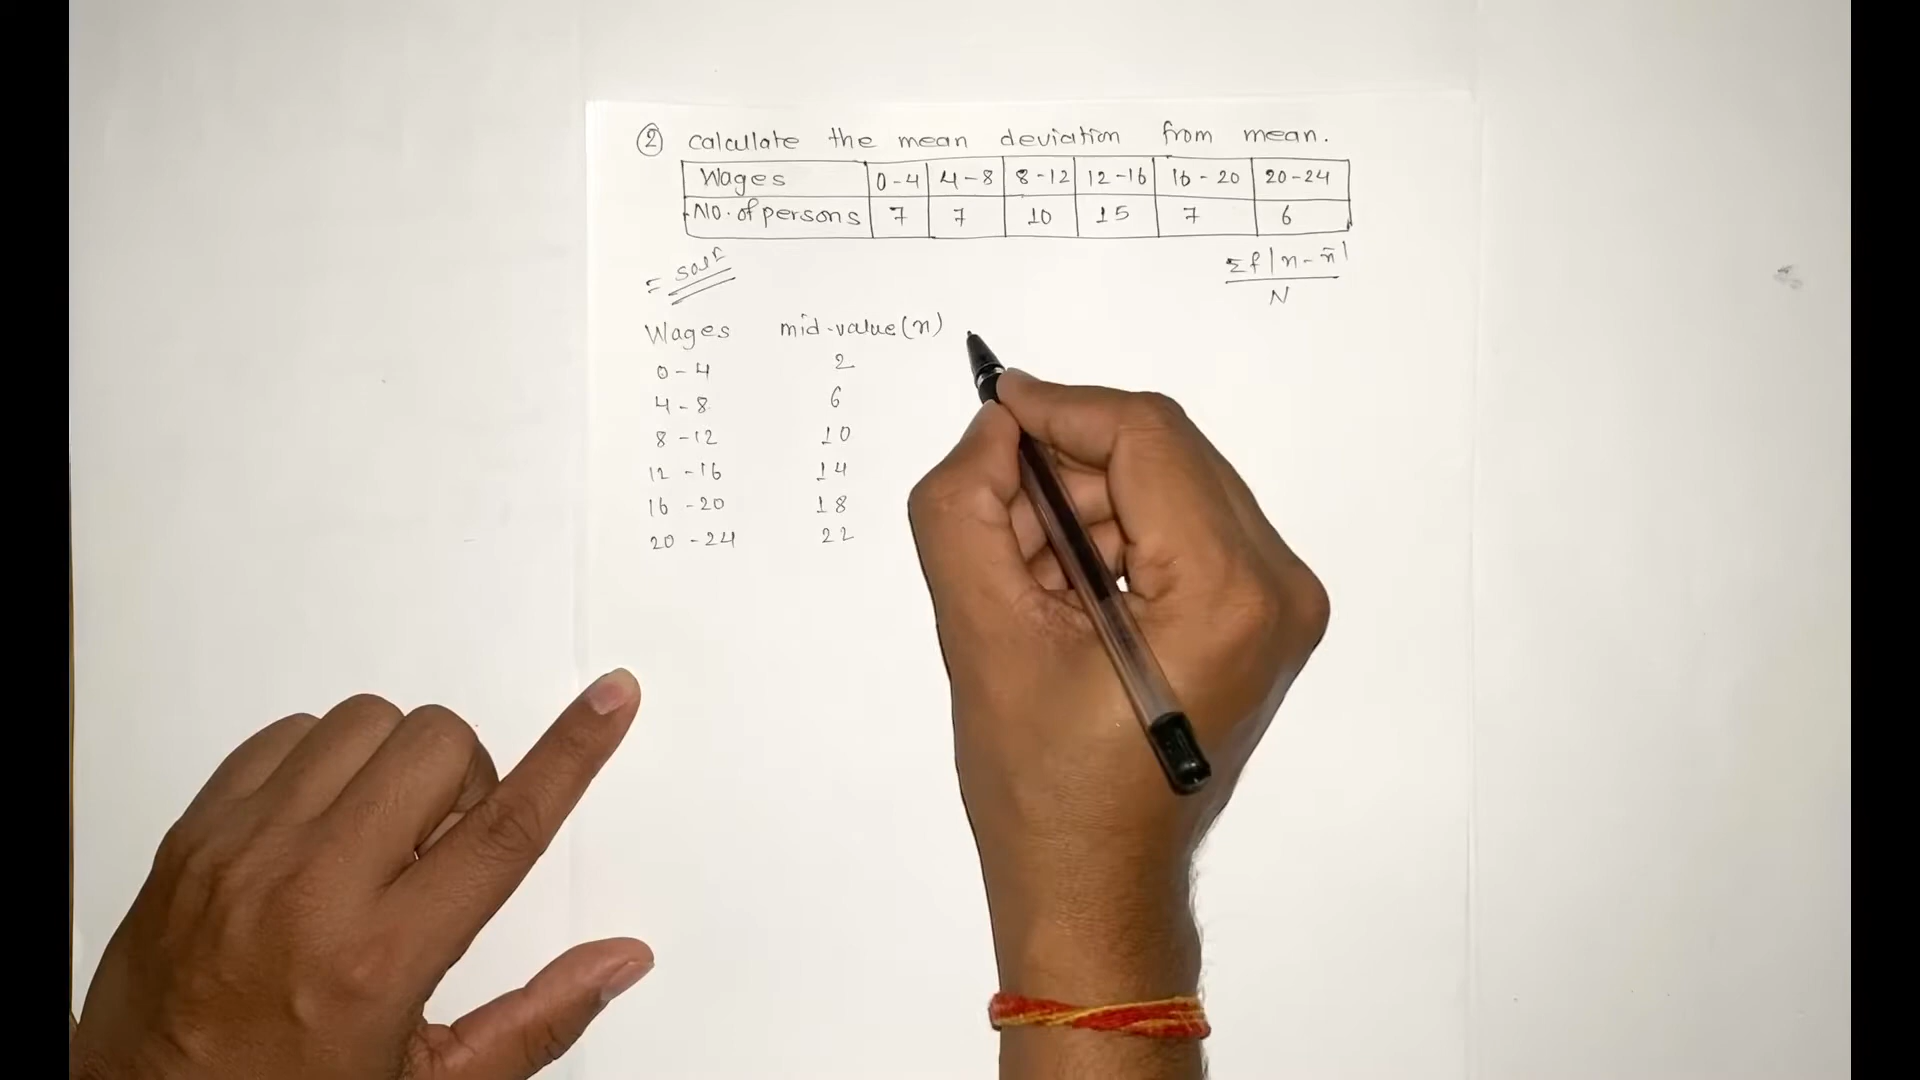 ② calculate the mean deviation from mean.
Wages 0-4 4-8 8-12 12-16 16-20 20-24
No. of persons 7 7 10 15 7 6
= Solⁿ
Σf|x-x̄|
N
Wages mid-value(x)
0-4 2
4-8 6
8-12 10
12-16 14
16-20 18
20-24 22